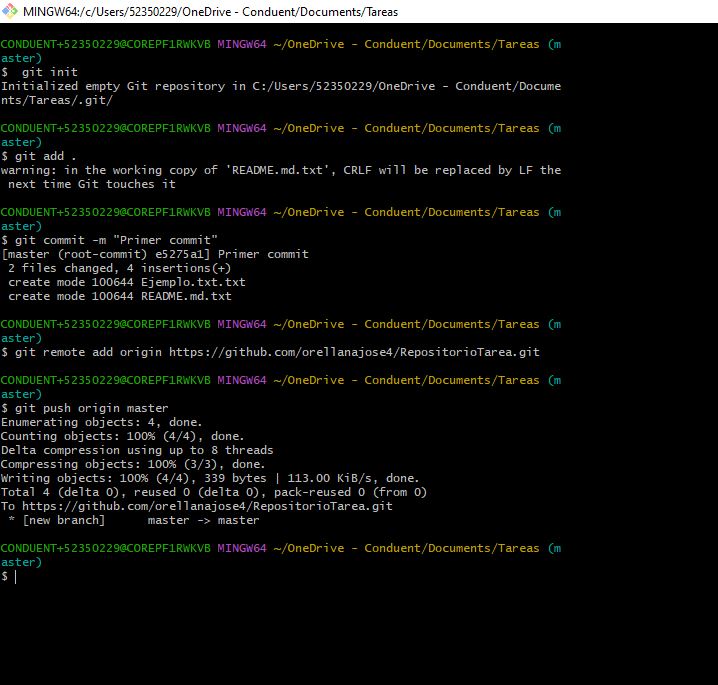 MINGW64:/c/Users/52350229/OneDrive - Conduent/Documents/Tareas
CONDUENT+52350229@COREPF1RWKVB MINGW64 ~/OneDrive - Conduent/Documents/Tareas (m
aster)
$  git init
Initialized empty Git repository in C:/Users/52350229/OneDrive - Conduent/Docume
nts/Tareas/.git/
CONDUENT+52350229@COREPF1RWKVB MINGW64 ~/OneDrive - Conduent/Documents/Tareas (m
aster)
$ git add .
warning: in the working copy of 'README.md.txt', CRLF will be replaced by LF the
 next time Git touches it
CONDUENT+52350229@COREPF1RWKVB MINGW64 ~/OneDrive - Conduent/Documents/Tareas (m
aster)
$ git commit -m "Primer commit"
[master (root-commit) e5275a1] Primer commit
 2 files changed, 4 insertions(+)
 create mode 100644 Ejemplo.txt.txt
 create mode 100644 README.md.txt
CONDUENT+52350229@COREPF1RWKVB MINGW64 ~/OneDrive - Conduent/Documents/Tareas (m
aster)
$ git remote add origin https://github.com/orellanajose4/RepositorioTarea.git
CONDUENT+52350229@COREPF1RWKVB MINGW64 ~/OneDrive - Conduent/Documents/Tareas (m
aster)
$ git push origin master
Enumerating objects: 4, done.
Counting objects: 100% (4/4), done.
Delta compression using up to 8 threads
Compressing objects: 100% (3/3), done.
Writing objects: 100% (4/4), 339 bytes | 113.00 KiB/s, done.
Total 4 (delta 0), reused 0 (delta 0), pack-reused 0 (from 0)
To https://github.com/orellanajose4/RepositorioTarea.git
 * [new branch]      master -> master
CONDUENT+52350229@COREPF1RWKVB MINGW64 ~/OneDrive - Conduent/Documents/Tareas (m
aster)
$